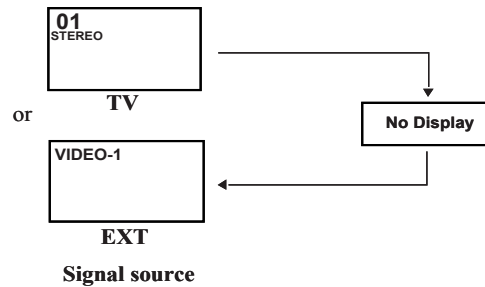 01
STEREO
TV
or
No Display
VIDEO-1
EXT
Signal source